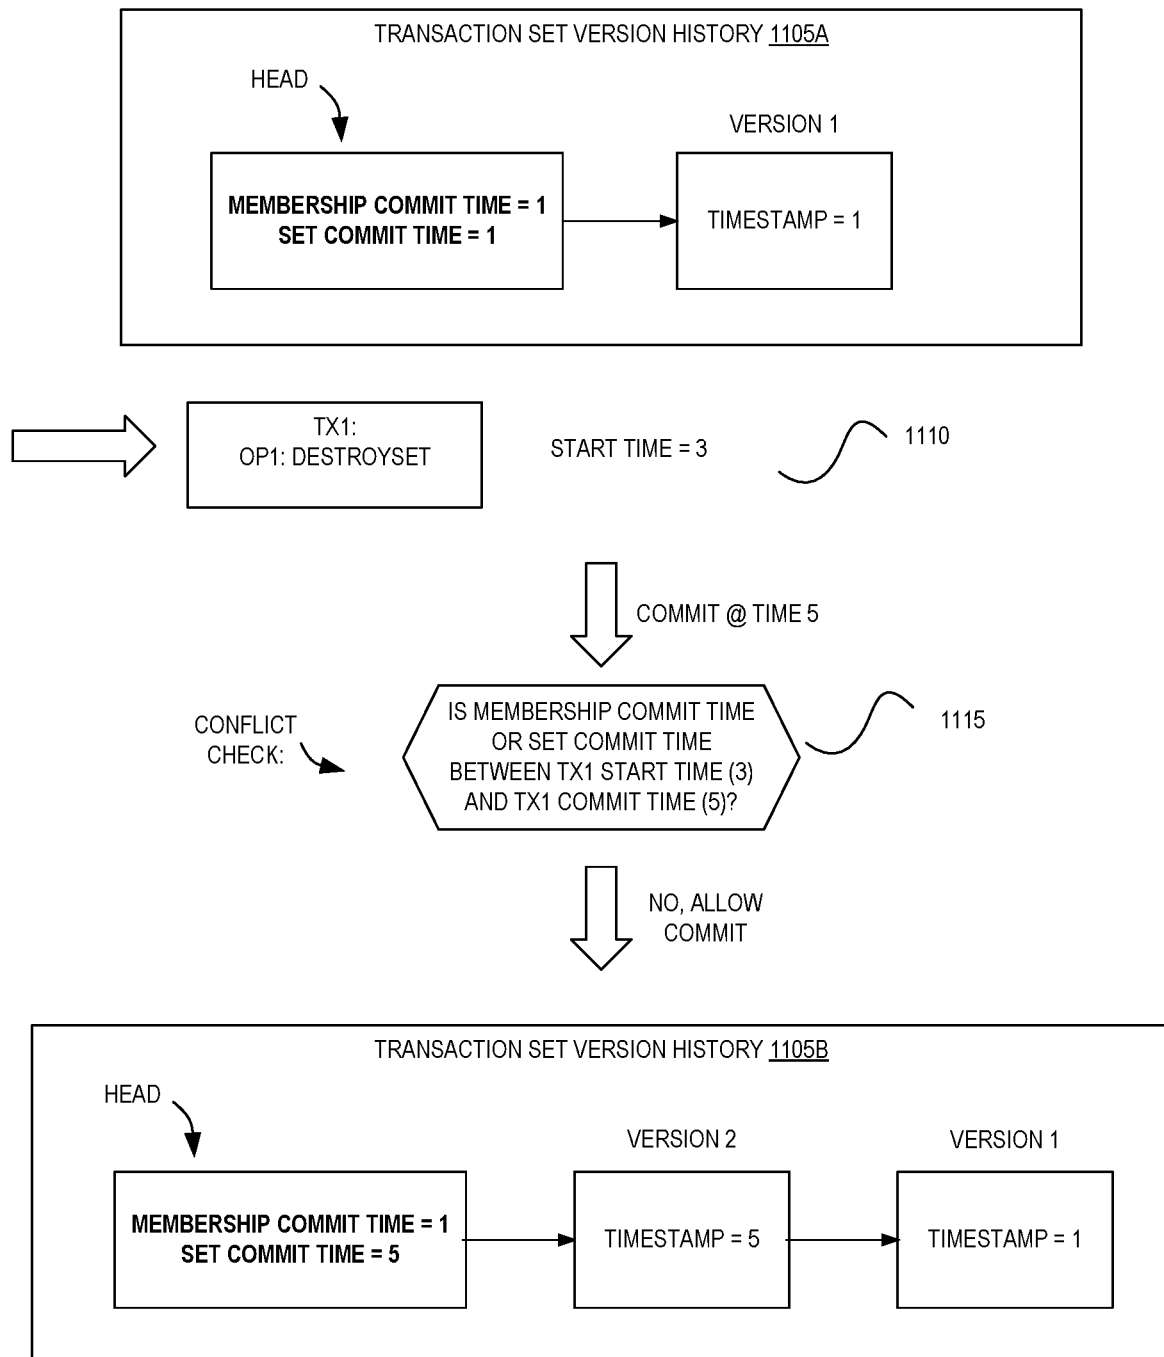 TRANSACTION SET VERSION HISTORY 1105A
HEAD
VERSION 1
MEMBERSHIP COMMIT TIME = 1
SET COMMIT TIME = 1
TIMESTAMP = 1
TX1:
OP1: DESTROYSET
START TIME = 3
1110
COMMIT @ TIME 5
CONFLICT
CHECK:
IS MEMBERSHIP COMMIT TIME
OR SET COMMIT TIME
BETWEEN TX1 START TIME (3)
AND TX1 COMMIT TIME (5)?
1115
NO, ALLOW
COMMIT
TRANSACTION SET VERSION HISTORY 1105B
HEAD
VERSION 2
VERSION 1
MEMBERSHIP COMMIT TIME = 1
SET COMMIT TIME = 5
TIMESTAMP = 5
TIMESTAMP = 1